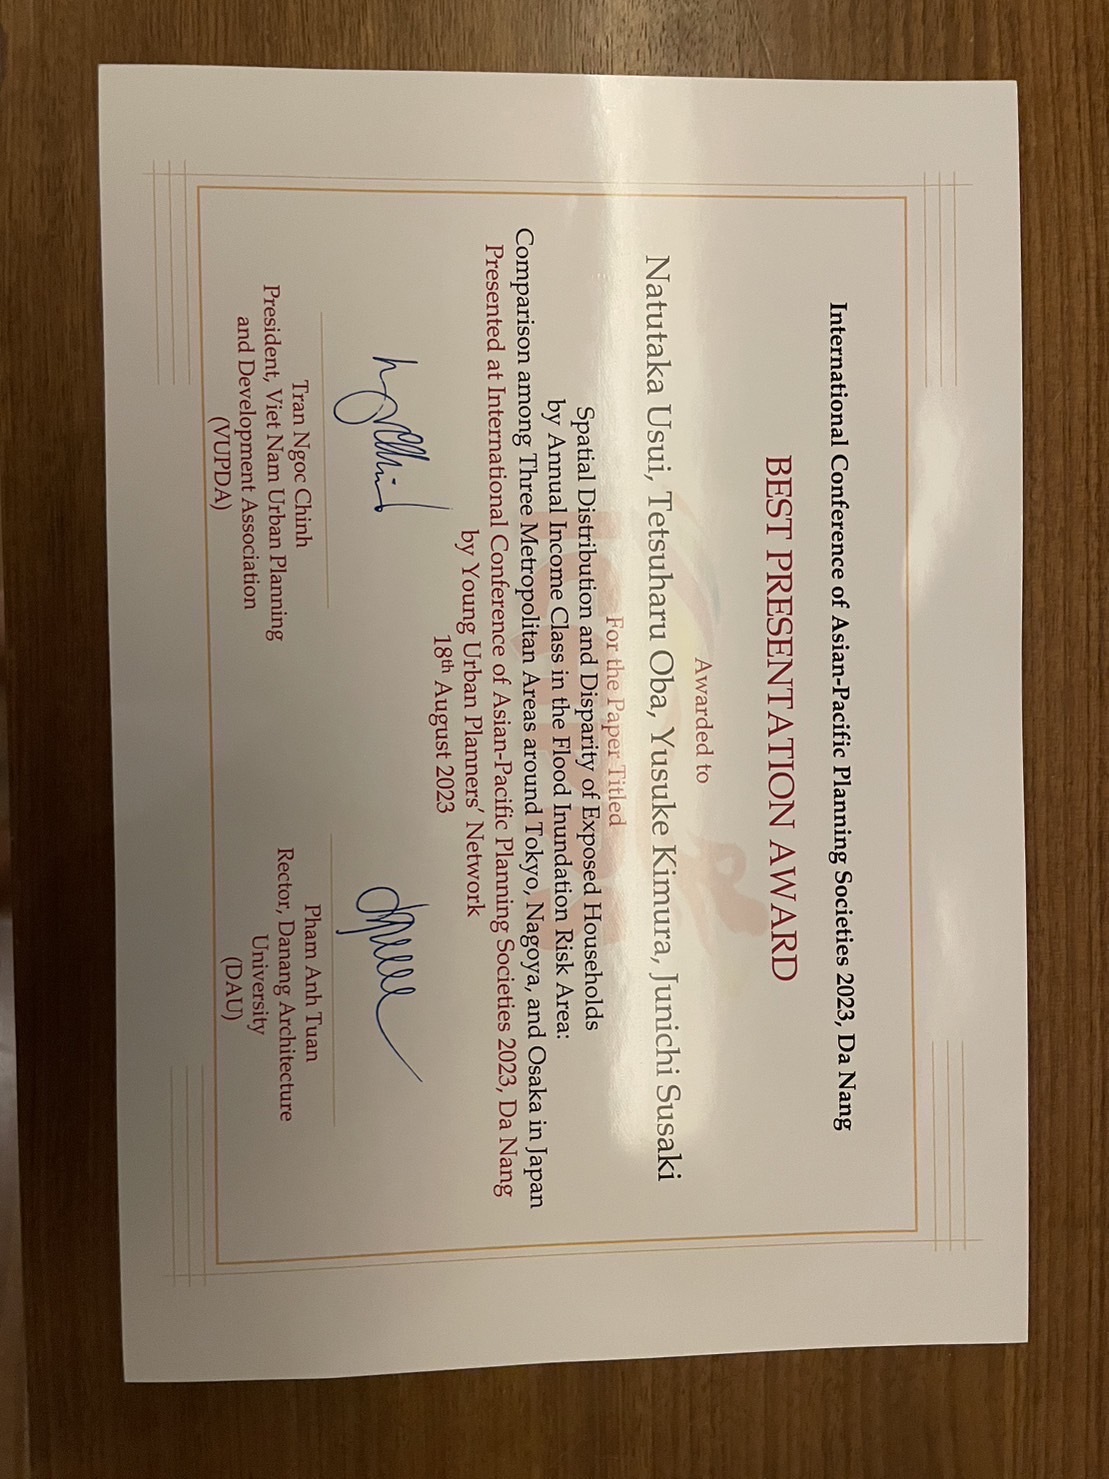 International Conference of Asian-Pacific Planning Societies 2023, Da Nang
BEST PRESENTATION AWARD
Awarded to
Natutaka Usui, Tetsuharu Oba, Yusuke Kimura, Junichi Susaki
For the Paper Titled
Spatial Distribution and Disparity of Exposed Households
by Annual Income Class in the Flood Inundation Risk Area:
Comparison among Three Metropolitan Areas around Tokyo, Nagoya, and Osaka in Japan
Presented at International Conference of Asian-Pacific Planning Societies 2023, Da Nang
by Young Urban Planners' Network
18th August 2023
Tran Ngoc Chinh
President, Viet Nam Urban Planning
and Development Association
(VUPDA)
Pham Anh Tuan
Rector, Danang Architecture
University
(DAU)